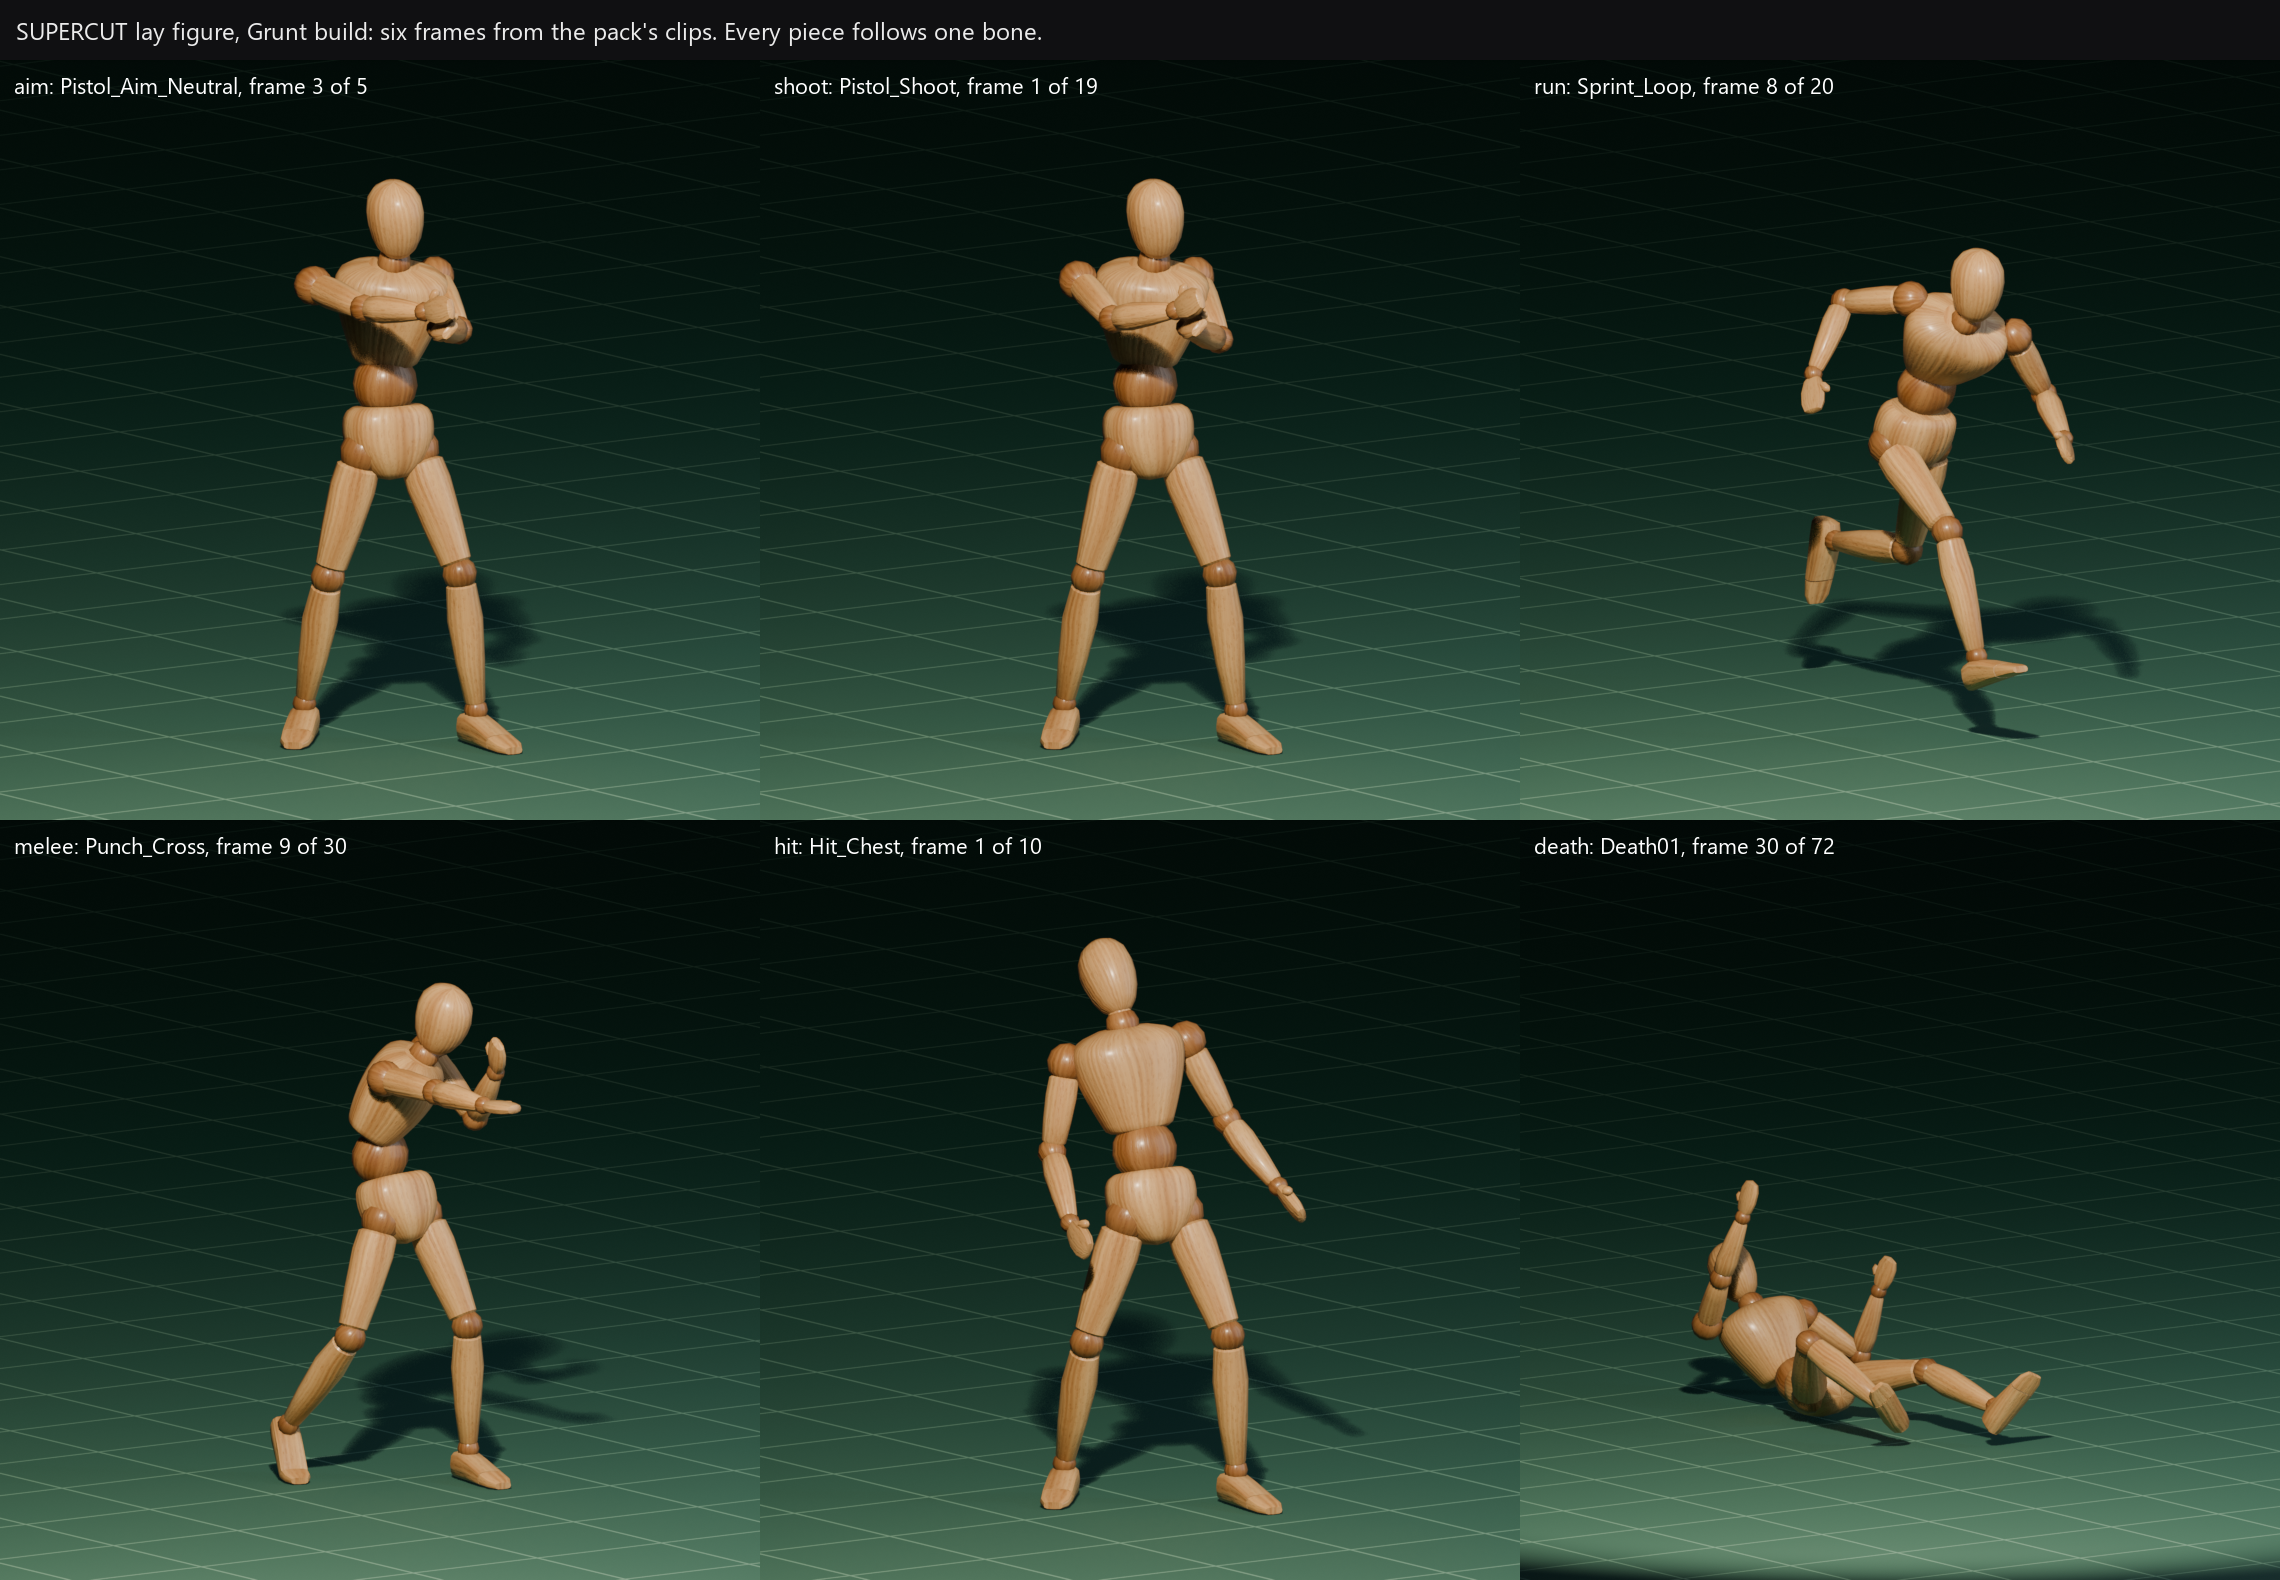 SUPERCUT lay figure, Grunt build: six frames from the pack's clips. Every piece follows one bone.
aim: Pistol_Aim_Neutral, frame 3 of 5
shoot: Pistol_Shoot, frame 1 of 19
run: Sprint_Loop, frame 8 of 20
melee: Punch_Cross, frame 9 of 30
hit: Hit_Chest, frame 1 of 10
death: Death01, frame 30 of 72